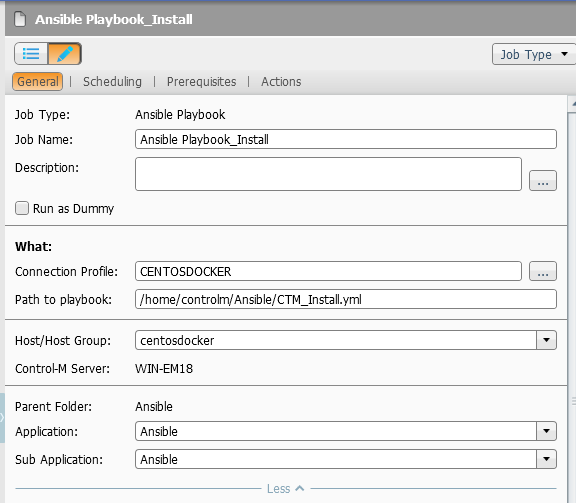 Ansible Playbook_Install
Job Type
General | Scheduling | Prerequisites | Actions
Job Type: Ansible Playbook
Job Name: Ansible Playbook_Install
Description:
...
Run as Dummy
What:
Connection Profile: CENTOSDOCKER ...
Path to playbook: /home/controlm/Ansible/CTM_Install.yml
Host/Host Group: centosdocker
Control-M Server: WIN-EM18
Parent Folder: Ansible
Application: Ansible
Sub Application: Ansible
Less